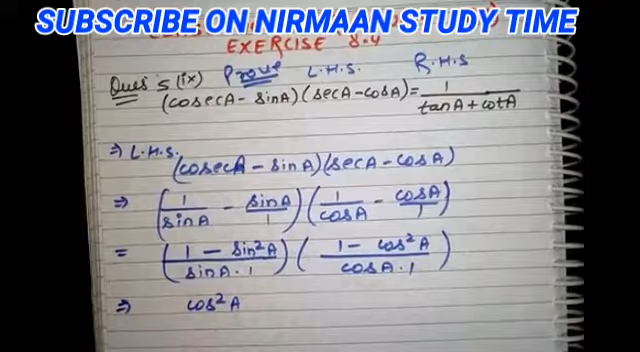 SUBSCRIBE ON NIRMAAN STUDY TIME
EXERCISE 8.4
Ques 5 (ix) Prove L.H.S. R.H.S
(cosecA - sinA)(secA - cosA) = 1 / tanA + cotA
⇒ L.H.S.
(cosecA - sinA)(secA - cosA)
⇒ (1/sinA - sinA/1)(1/cosA - cosA/1)
= (1 - sin²A / sinA·1)(1 - cos²A / cosA·1)
⇒ cos²A